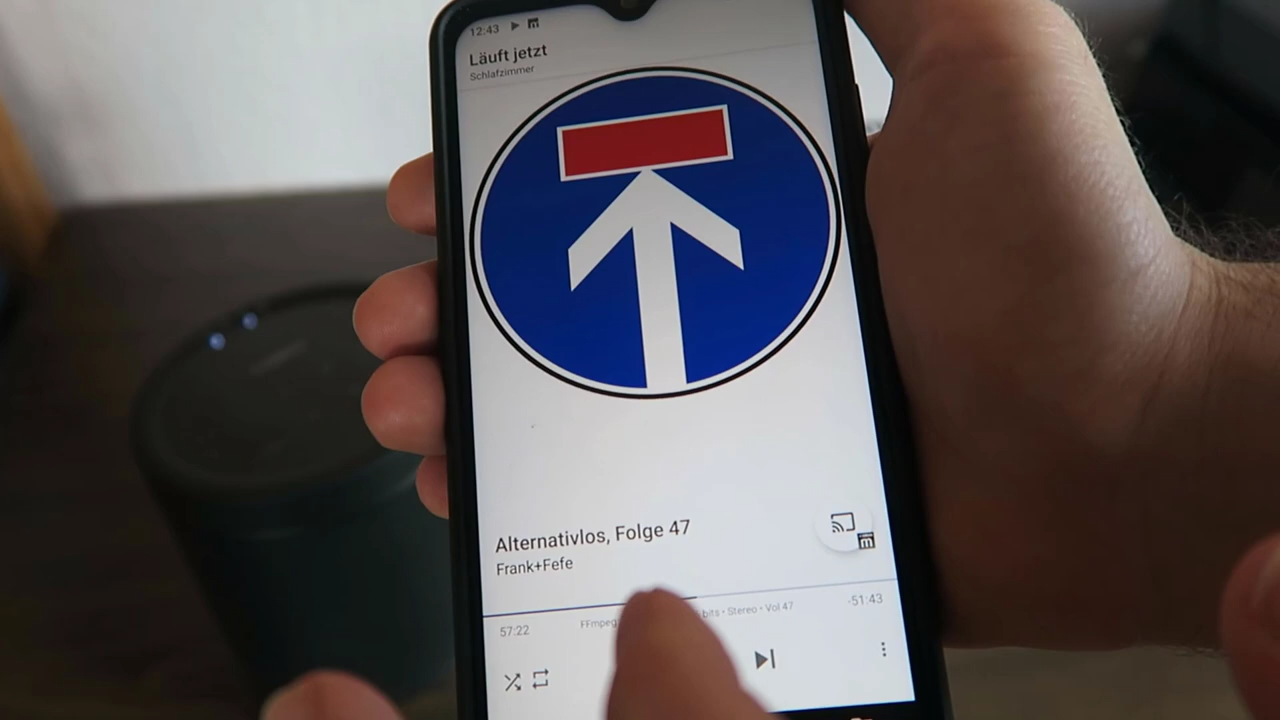 12:43
Läuft jetzt
Schlafzimmer
Alternativlos, Folge 47
Frank+Fefe
57:22
FFmpeg
bits • Stereo • Vol 47
-51:43